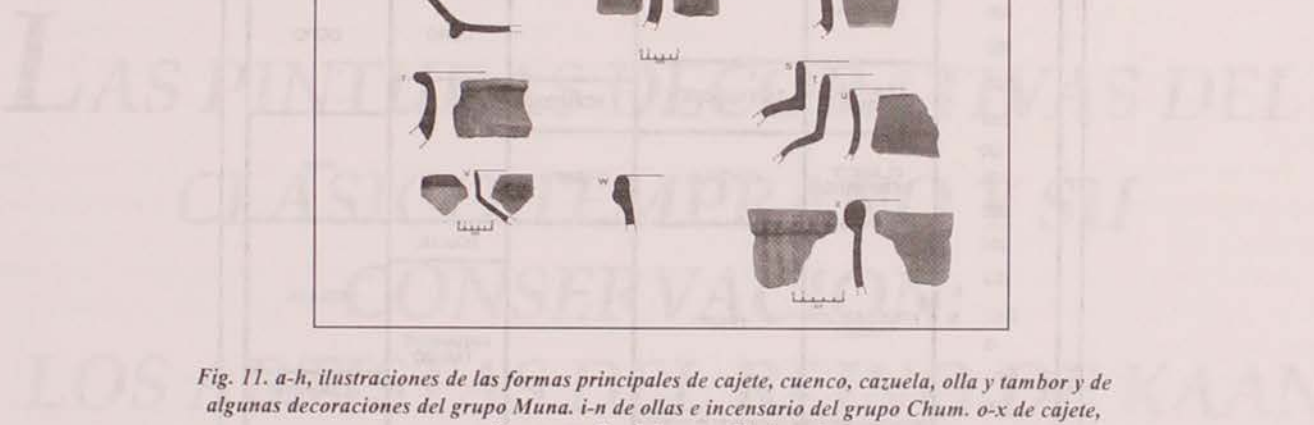 S
r
T
U
V
W
X
Fig. 11. a-h, ilustraciones de las formas principales de cajete, cuenco, cazuela, olla y tambor y de
algunas decoraciones del grupo Muna. i-n de ollas e incensario del grupo Chum. o-x de cajete,